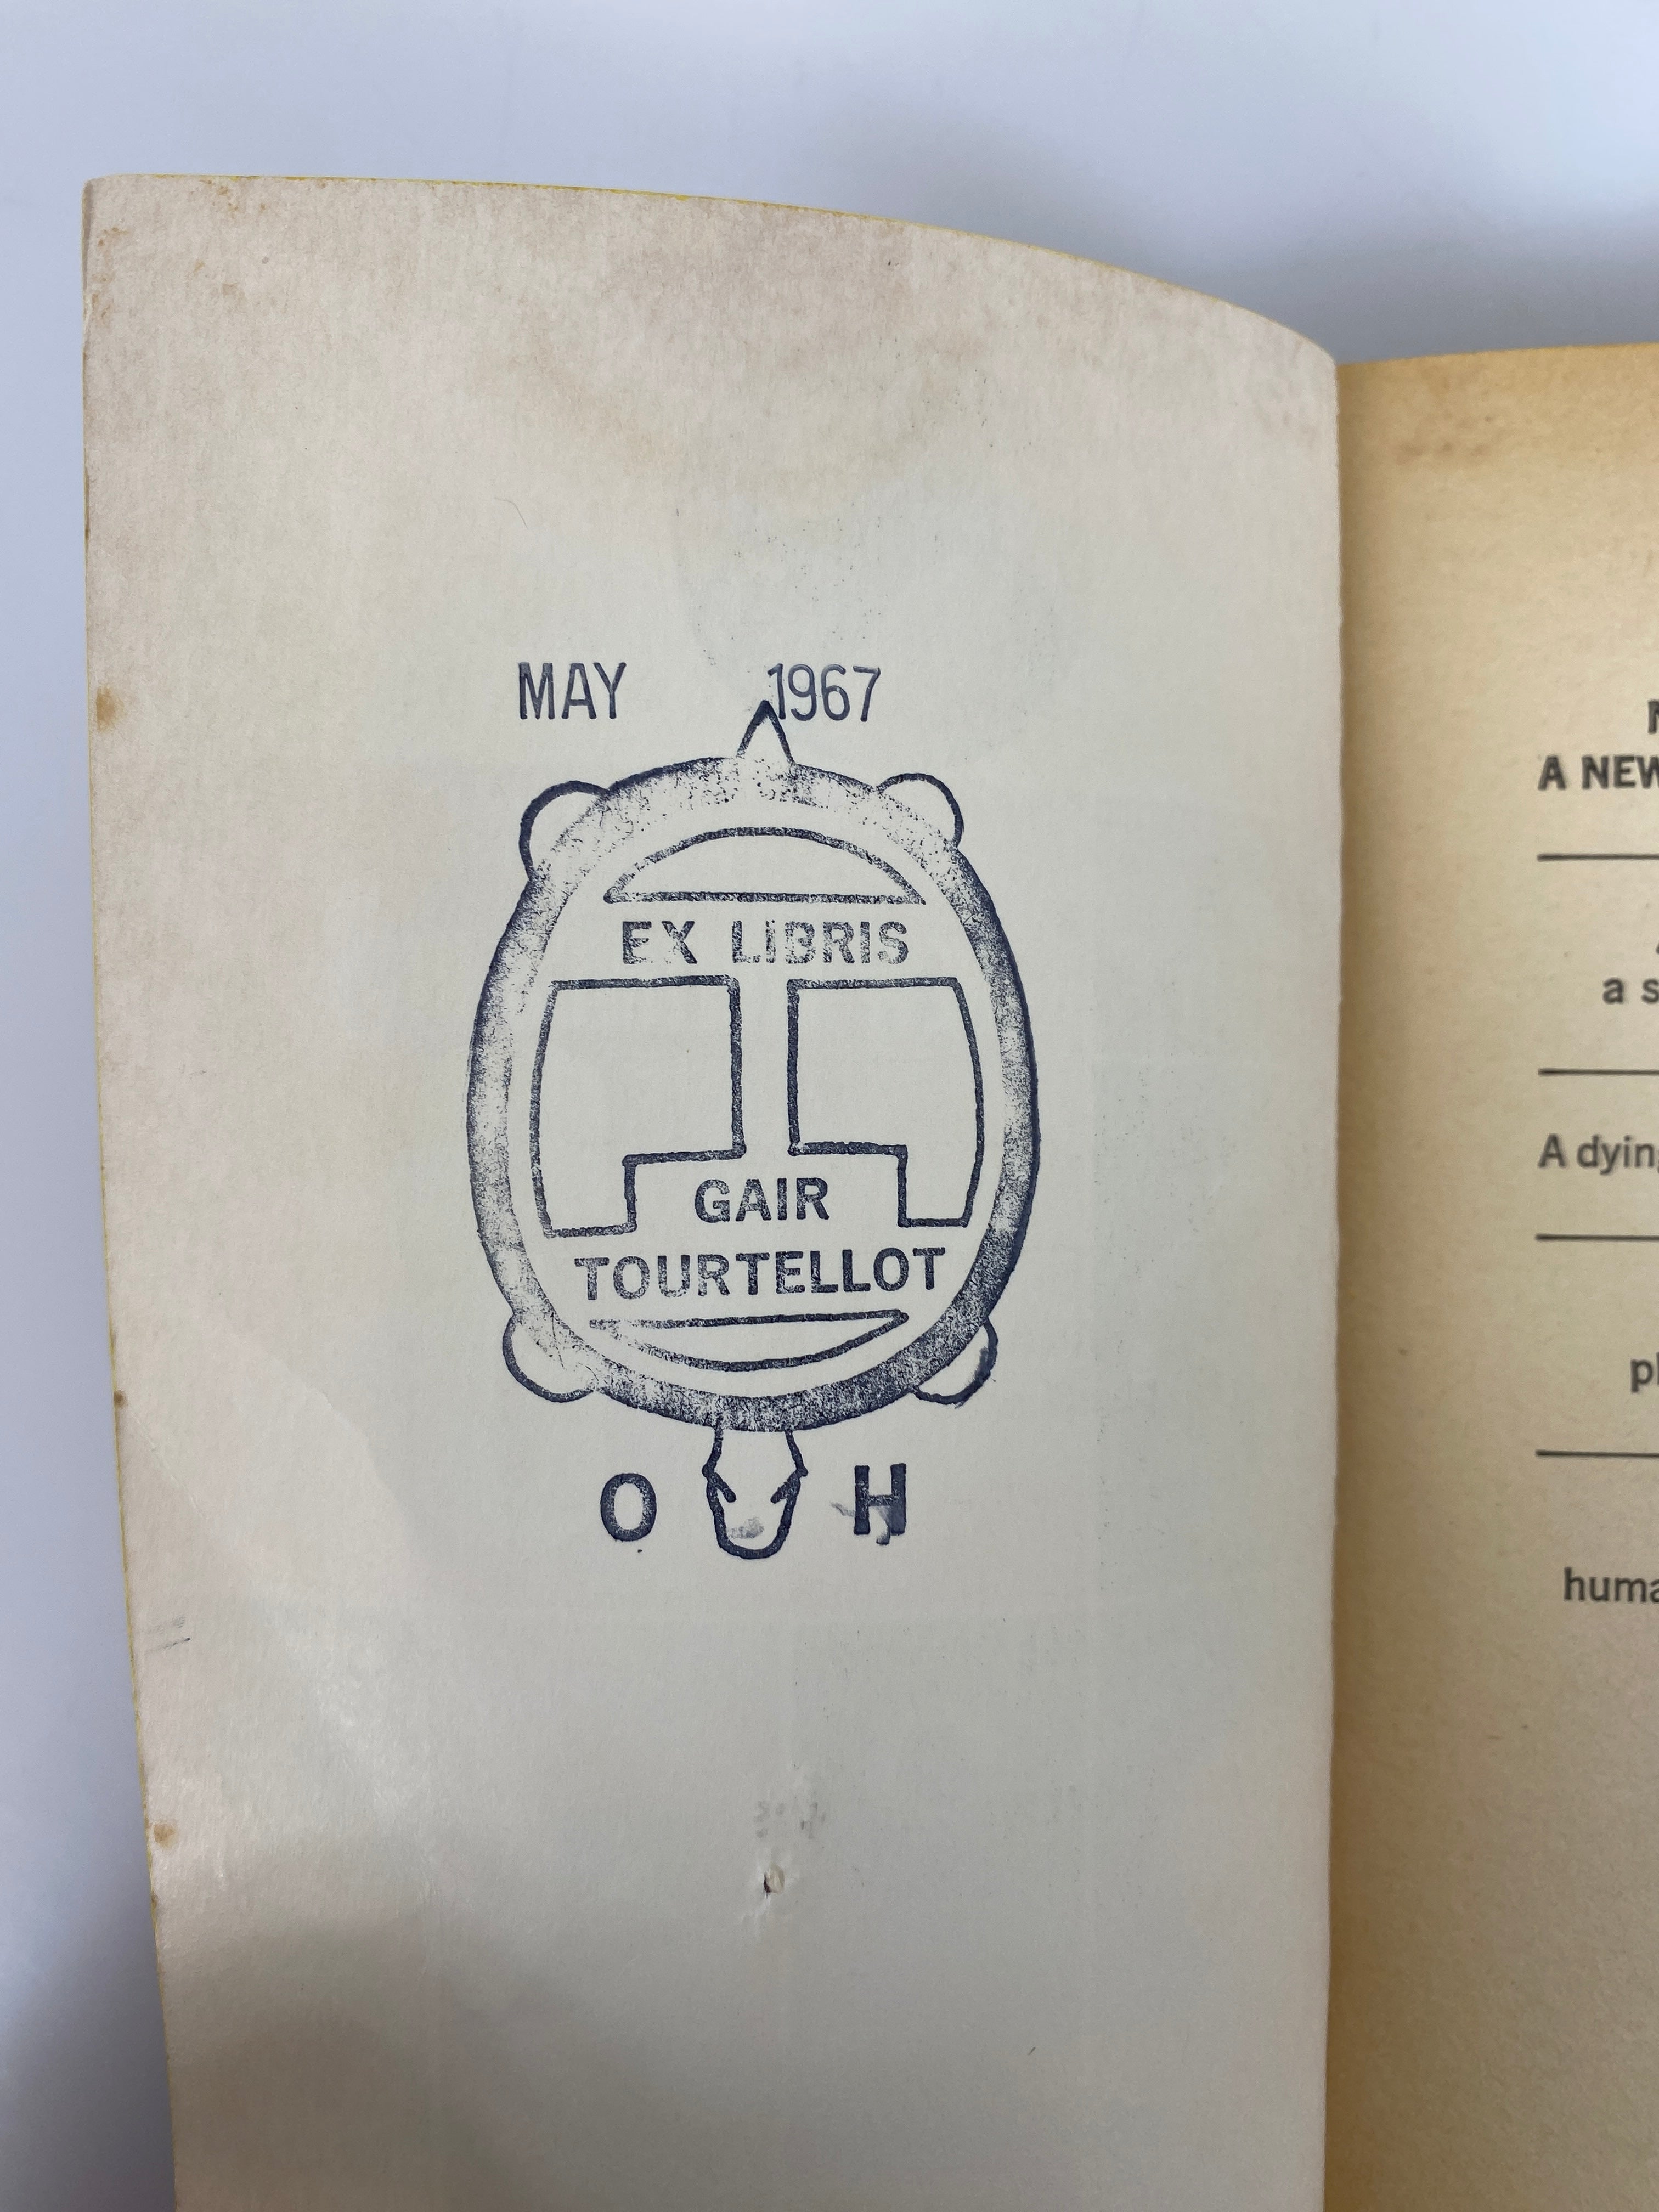 MAY 1967
EX LIBRIS
GAIR
TOURTELLOT
O H
A NEW
a s
A dying
pl
huma